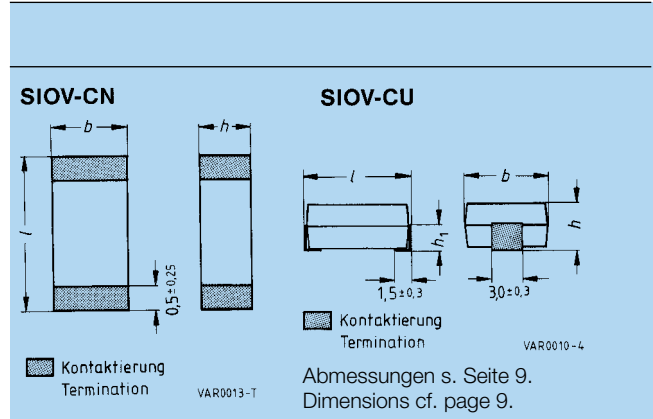 SIOV-CN
b
h
l
0,5±0,25
Kontaktierung
Termination
VAR0013-T
SIOV-CU
l
b
h1
h
1,5±0,3
3,0±0,3
Kontaktierung
Termination
VAR0010-4
Abmessungen s. Seite 9.
Dimensions cf. page 9.